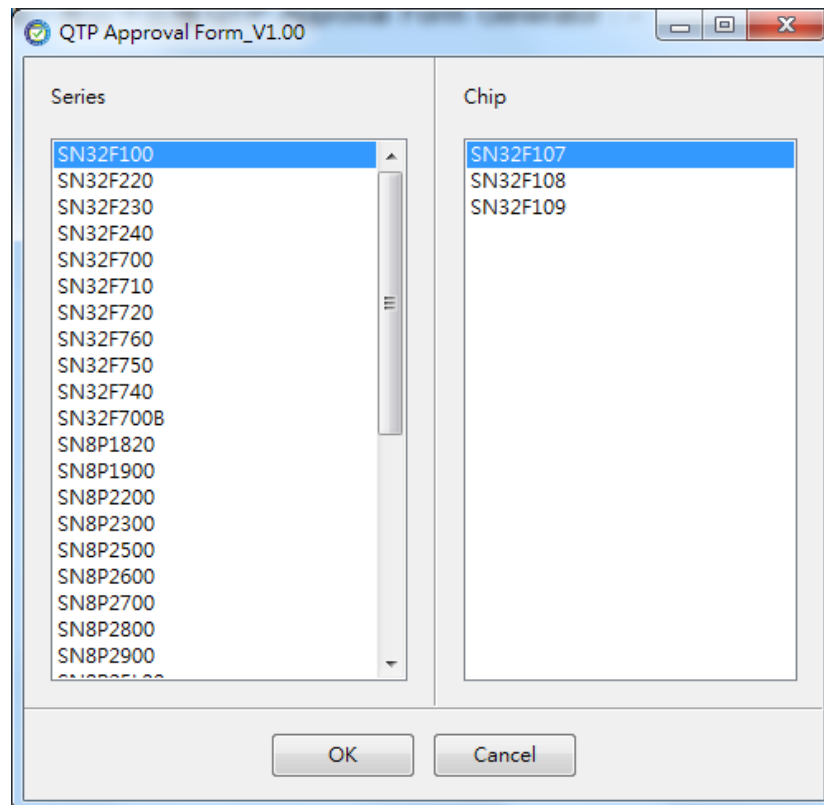 QTP Approval Form_V1.00
Series
SN32F100
SN32F220
SN32F230
SN32F240
SN32F700
SN32F710
SN32F720
SN32F760
SN32F750
SN32F740
SN32F700B
SN8P1820
SN8P1900
SN8P2200
SN8P2300
SN8P2500
SN8P2600
SN8P2700
SN8P2800
SN8P2900
Chip
SN32F107
SN32F108
SN32F109
OK
Cancel